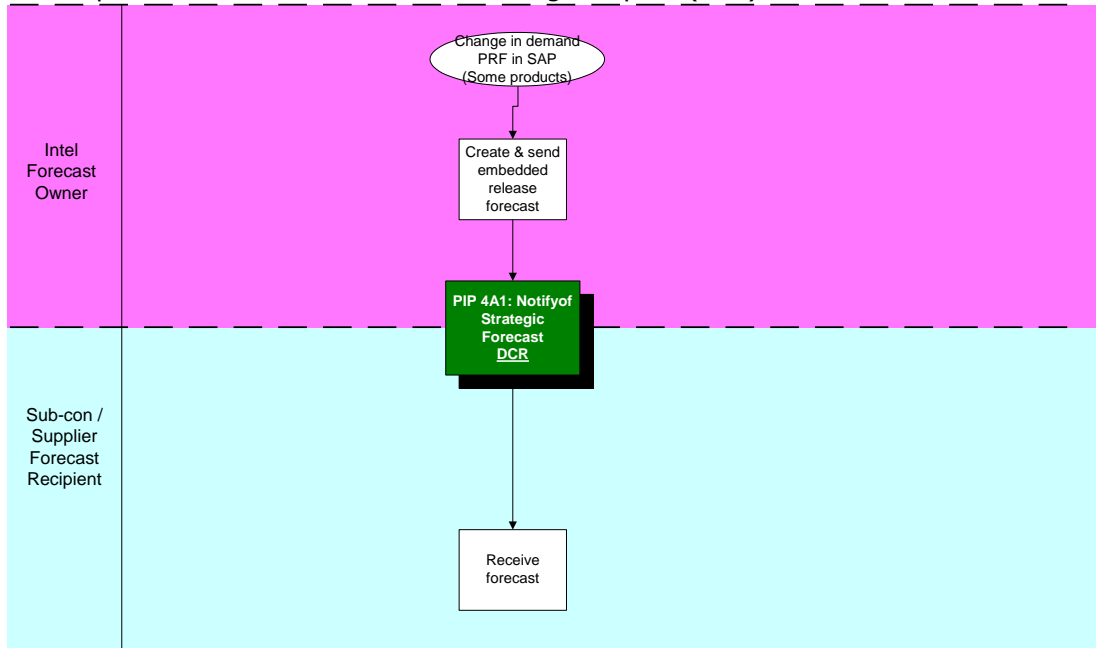 Change in demand
PRF in SAP
(Some products)
Intel
Forecast
Owner
Create & send
embedded
release
forecast
PIP 4A1: Notifyof
Strategic
Forecast
DCR
Sub-con /
Supplier
Forecast
Recipient
Receive
forecast